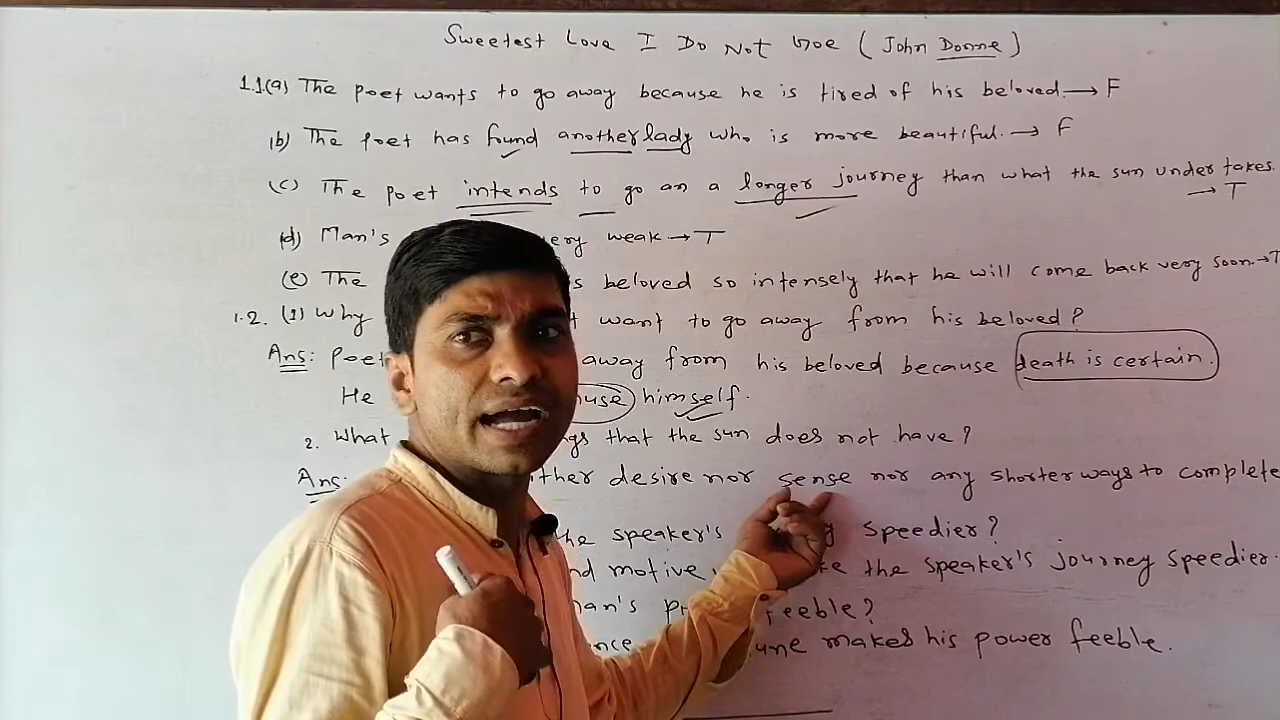 Sweetest Love I Do Not Goe (John Donne)
1.1(a) The poet wants to go away because he is tired of his beloved. → F
(b) The poet has found another lady who is more beautiful. → F
(c) The poet intends to go on a longer journey than what the sun undertakes.
→ T
(d) Man's very weak → T
(e) The s beloved so intensely that he will come back very soon. → T
1.2. (1) Why t want to go away from his beloved?
Ans: Poet away from his beloved because death is certain.
He use himself.
2. What ngs that the sun does not have?
Ans: ither desire nor sense nor any shorter ways to complete
he speaker's speedier?
nd motive ke the speaker's journey speedier.
an's feeble?
nce une makes his power feeble.